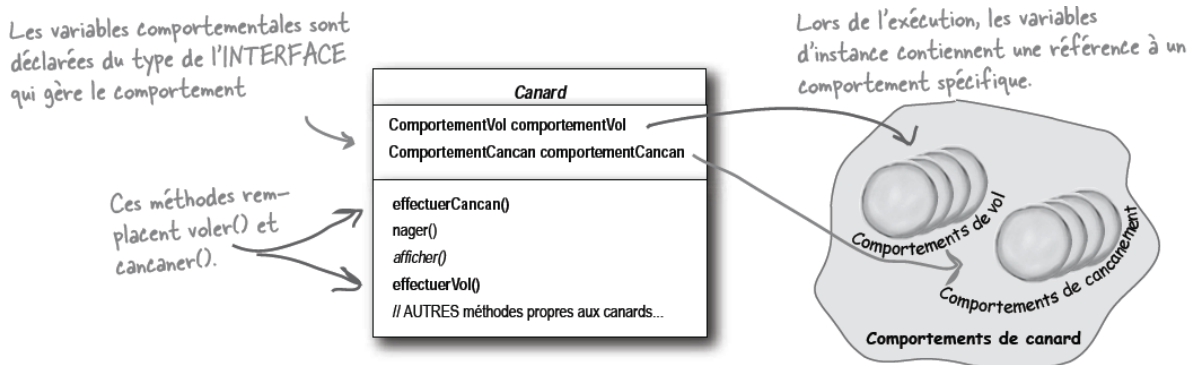 Les variables comportementales sont
déclarées du type de l'INTERFACE
qui gère le comportement
Lors de l'exécution, les variables
d'instance contiennent une référence à un
comportement spécifique.
Canard
ComportementVol comportementVol
ComportementCancan comportementCancan
Ces méthodes rem-
placent voler() et
cancaner().
effectuerCancan()
nager()
afficher()
effectuerVol()
// AUTRES méthodes propres aux canards...
Comportements de vol
Comportements de cancanement
Comportements de canard